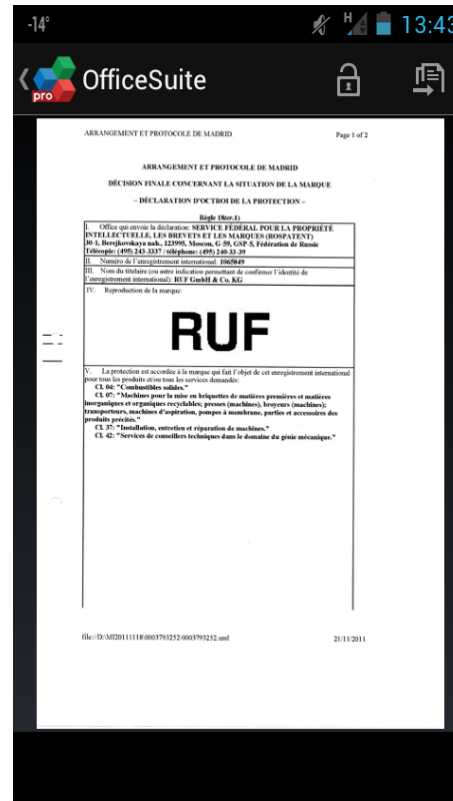 -14°
H
13:43
pro
OfficeSuite
ARRANGEMENT ET PROTOCOLE DE MADRID
Page 1 of 2
ARRANGEMENT ET PROTOCOLE DE MADRID
DÉCISION FINALE CONCERNANT LA SITUATION DE LA MARQUE
– DÉCLARATION D'OCTROI DE LA PROTECTION –
Règle 18ter.1)
I. Office qui envoie la déclaration: SERVICE FÉDÉRAL POUR LA PROPRIÉTÉ
INTELLECTUELLE, LES BREVETS ET LES MARQUES (ROSPATENT)
30-1, Berejkovskaya nab., 123995, Moscou, G-59, GSP-5, Fédération de Russie
Télécopie: (495) 243-3337 / téléphone: (495) 240-33-39
II. Numéro de l'enregistrement international: 1065849
III. Nom du titulaire (ou autre indication permettant de confirmer l'identité de
l'enregistrement international): RUF GmbH & Co. KG
IV. Reproduction de la marque:
RUF
V. La protection est accordée à la marque qui fait l'objet de cet enregistrement international
pour tous les produits et/ou tous les services demandés:
Cl. 04: "Combustibles solides."
Cl. 07: "Machines pour la mise en briquettes de matières premières et matières
inorganiques et organiques recyclables; presses (machines), broyeurs (machines);
transporteurs, machines d'aspiration, pompes à membrane, parties et accessoires des
produits précités."
Cl. 37: "Installation, entretien et réparation de machines."
Cl. 42: "Services de conseillers techniques dans le domaine du génie mécanique."
file://D:\MI20111118\0003793252\0003793252.xml
21/11/2011